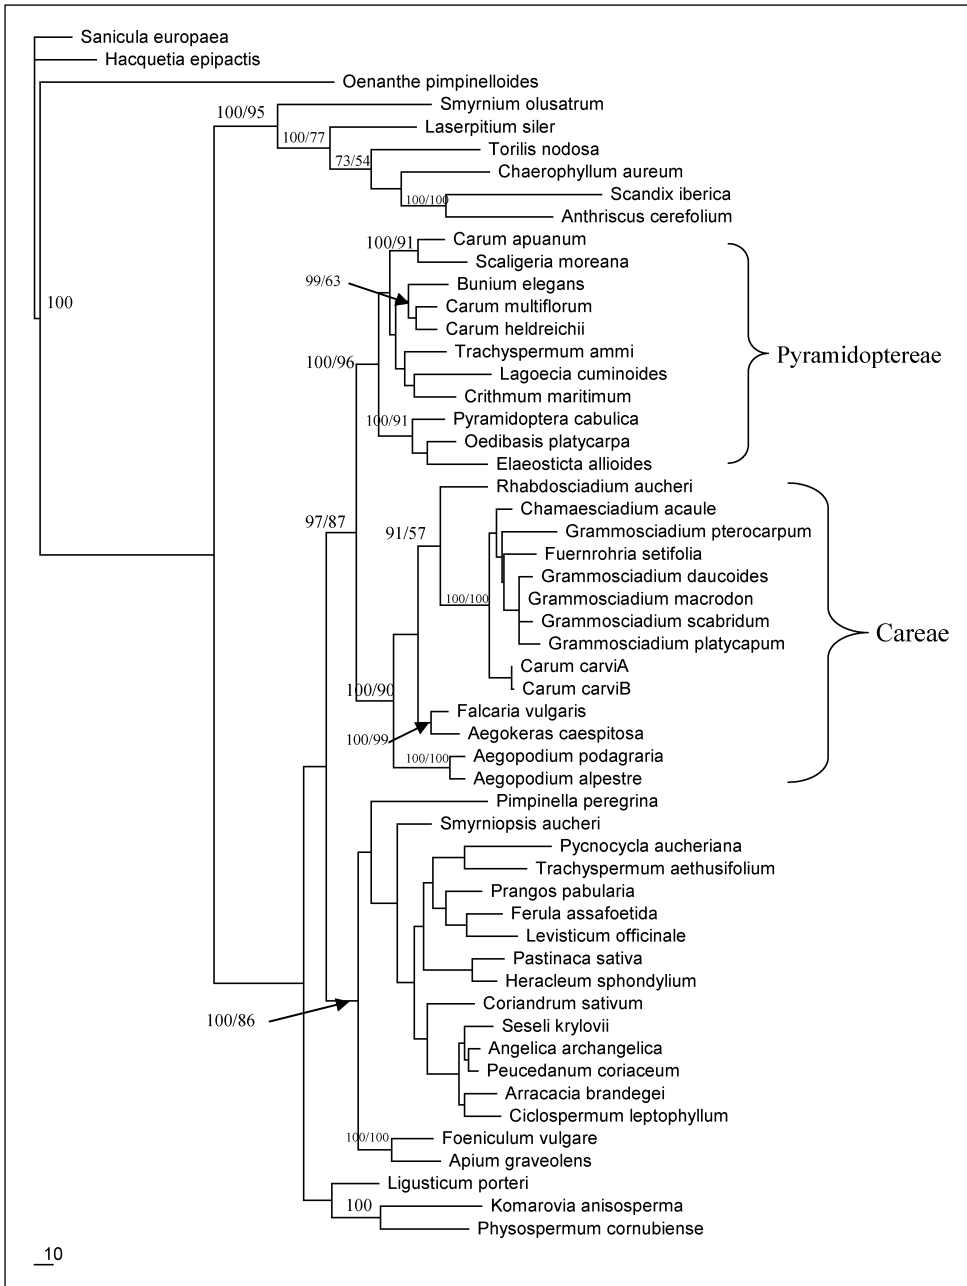 Sanicula europaea
Hacquetia epipactis
Oenanthe pimpinelloides
Smyrnium olusatrum
100/95
Laserpitium siler
100/77
Torilis nodosa
73/54
Chaerophyllum aureum
Scandix iberica
100/100
Anthriscus cerefolium
Carum apuanum
100/91
Scaligeria moreana
99/63
Bunium elegans
100
Carum multiflorum
Carum heldreichii
Trachyspermum ammi
Pyramidoptereae
100/96
Lagoecia cuminoides
Crithmum maritimum
100/91
Pyramidoptera cabulica
Oedibasis platycarpa
Elaeosticta allioides
Rhabdosciadium aucheri
Chamaesciadium acaule
97/87
91/57
Grammosciadium pterocarpum
Fuernrohria setifolia
Grammosciadium daucoides
100/100
Grammosciadium macrodon
Grammosciadium scabridum
Careae
Grammosciadium platycapum
Carum carviA
100/90
Carum carviB
Falcaria vulgaris
100/99
Aegokeras caespitosa
100/100
Aegopodium podagraria
Aegopodium alpestre
Pimpinella peregrina
Smyrniopsis aucheri
Pycnocycla aucheriana
Trachyspermum aethusifolium
Prangos pabularia
Ferula assafoetida
Levisticum officinale
Pastinaca sativa
Heracleum sphondylium
Coriandrum sativum
100/86
Seseli krylovii
Angelica archangelica
Peucedanum coriaceum
Arracacia brandegei
Ciclospermum leptophyllum
100/100
Foeniculum vulgare
Apium graveolens
Ligusticum porteri
100
Komarovia anisosperma
Physospermum cornubiense
10